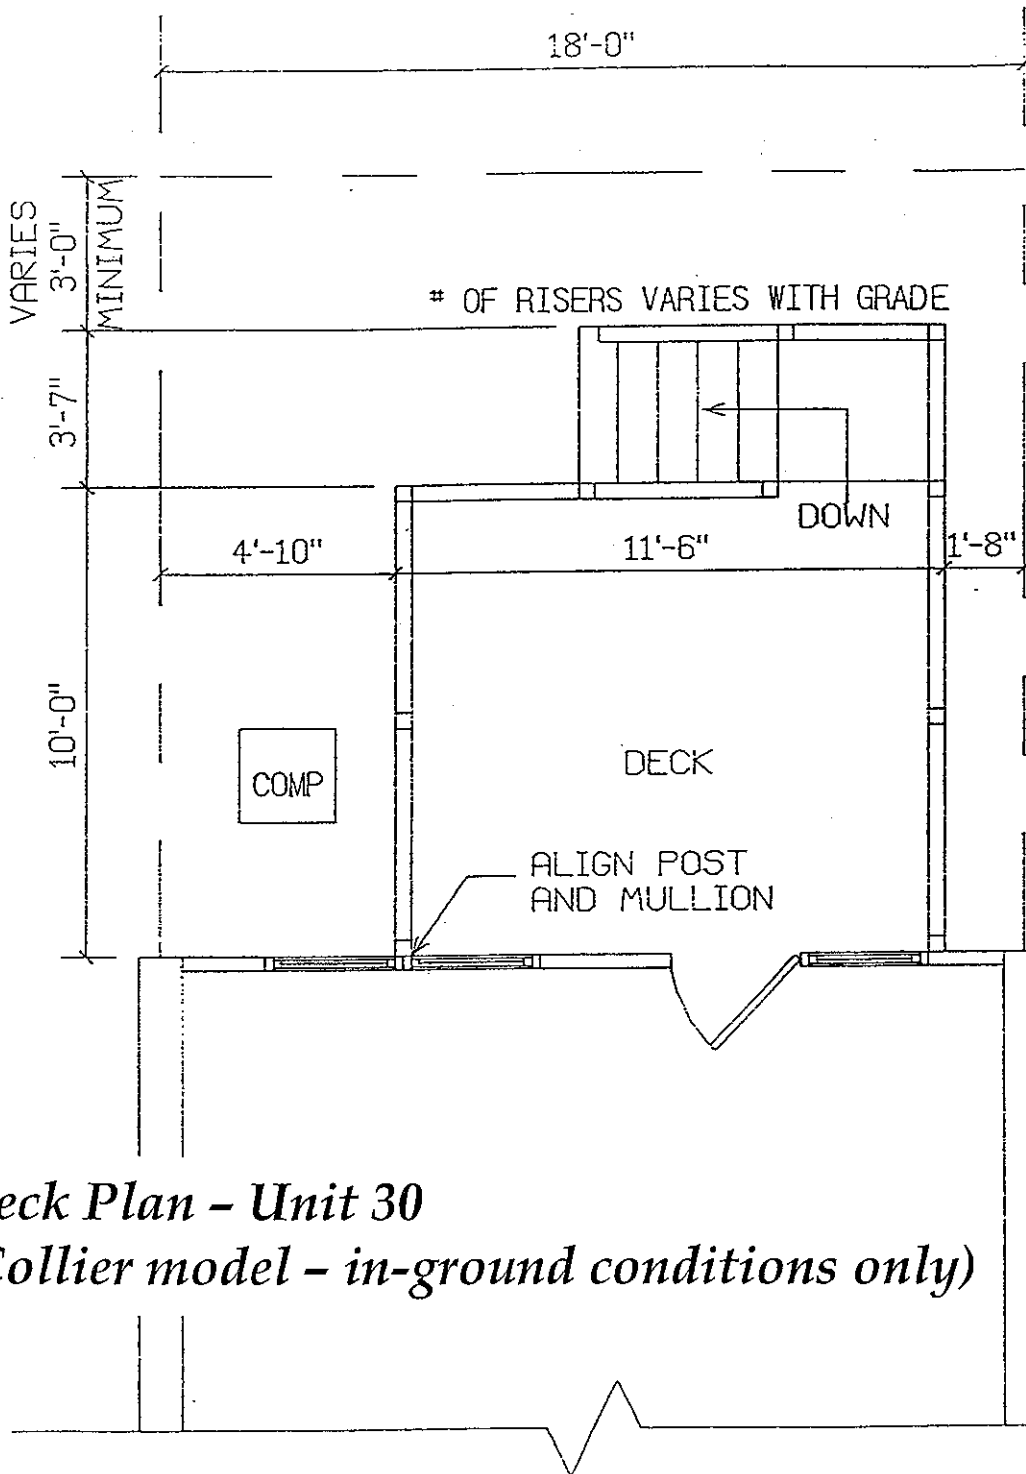 18'-0"
VARIES
3'-0"
MINIMUM
# OF RISERS VARIES WITH GRADE
3'-7"
DOWN
4'-10"
11'-6"
1'-8"
10'-0"
DECK
COMP
ALIGN POST
AND MULLION
eck Plan – Unit 30
Collier model – in-ground conditions only)